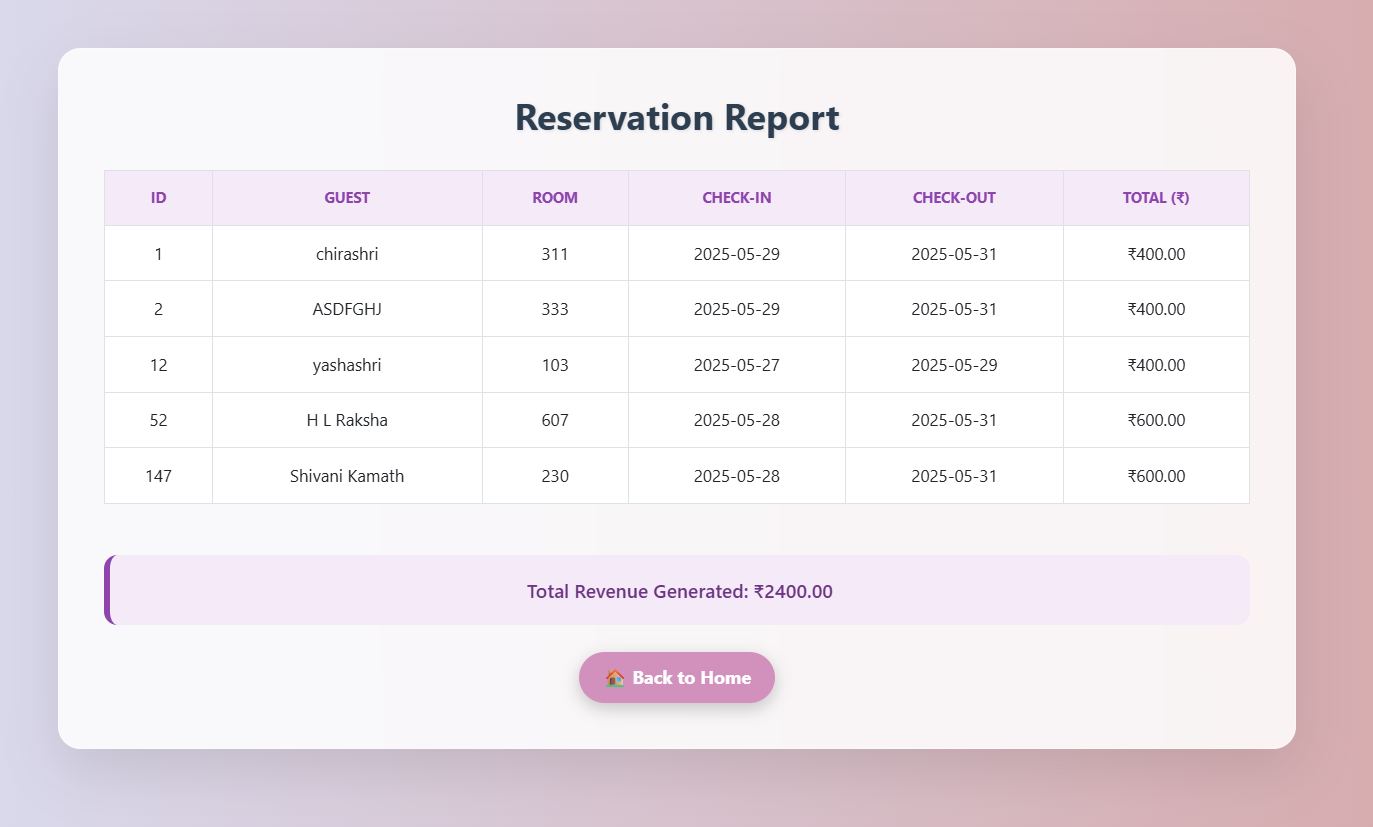 Reservation Report
ID GUEST ROOM CHECK-IN CHECK-OUT TOTAL (₹)
1 chirashri 311 2025-05-29 2025-05-31 ₹400.00
2 ASDFGHJ 333 2025-05-29 2025-05-31 ₹400.00
12 yashashri 103 2025-05-27 2025-05-29 ₹400.00
52 H L Raksha 607 2025-05-28 2025-05-31 ₹600.00
147 Shivani Kamath 230 2025-05-28 2025-05-31 ₹600.00
Total Revenue Generated: ₹2400.00
🏠 Back to Home